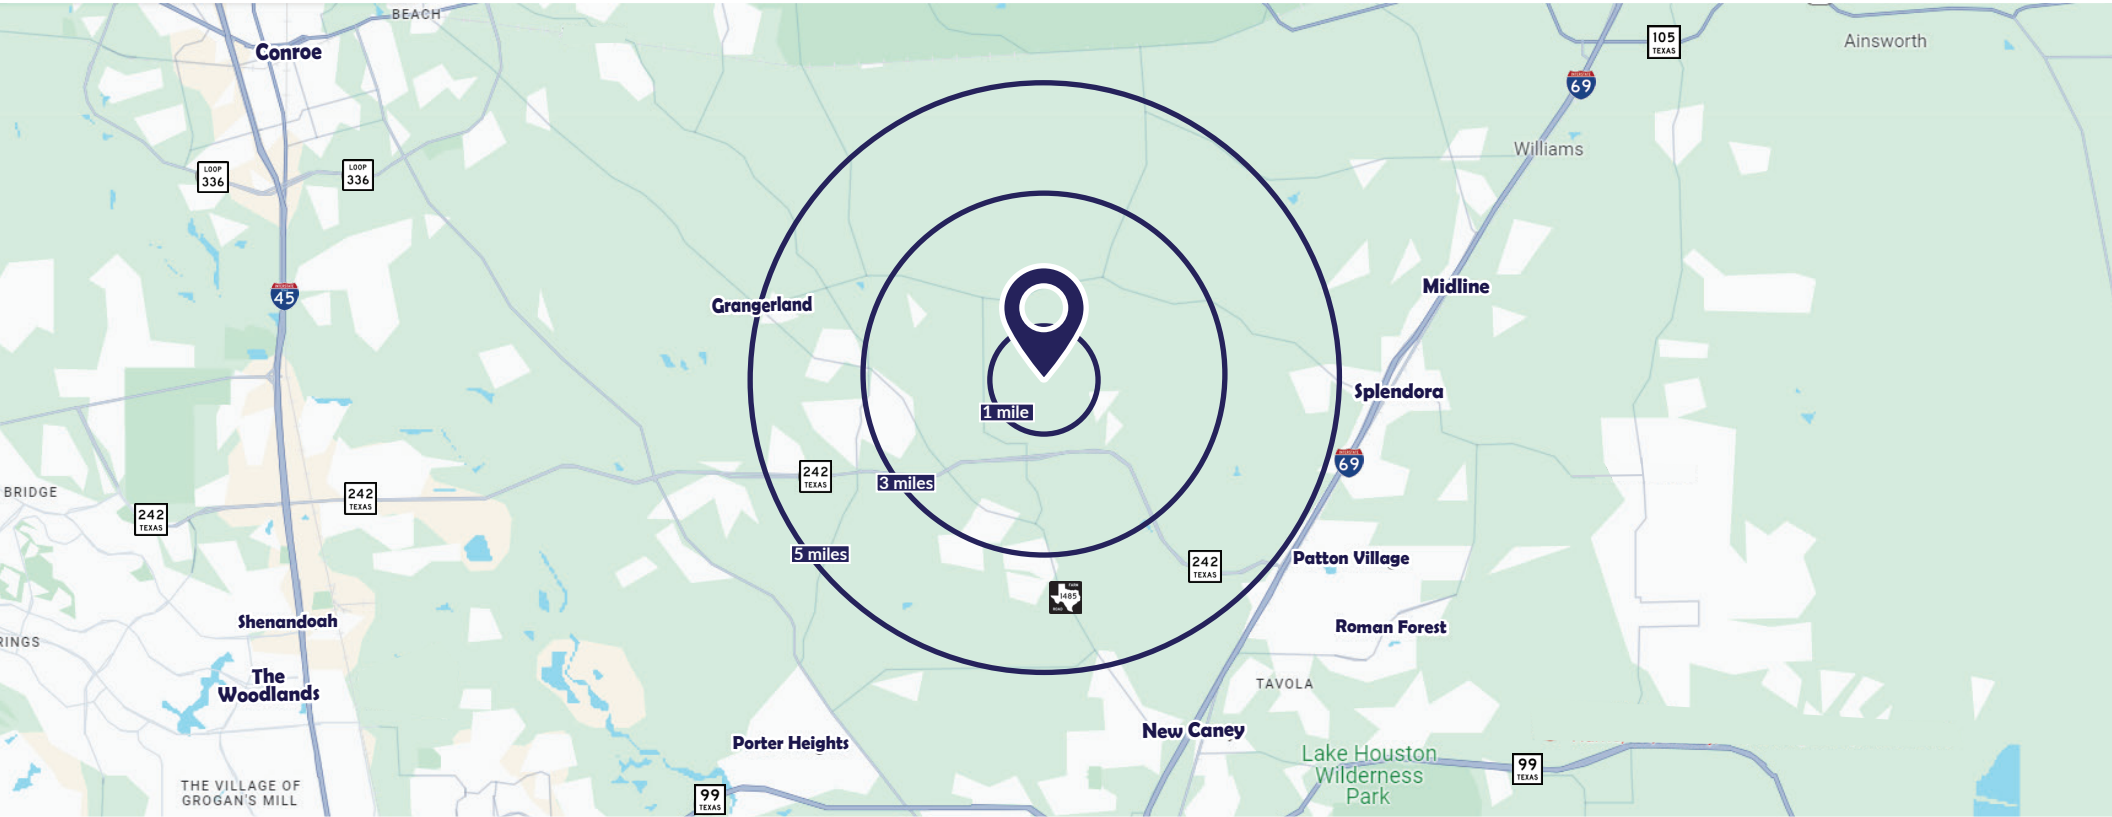 BEACH
Conroe
105
TEXAS
Ainsworth
69
Williams
LOOP
336
LOOP
336
Midline
45
Grangerland
Splendora
1 mile
69
242
TEXAS
3 miles
BRIDGE
242
TEXAS
242
TEXAS
5 miles
242
TEXAS
Patton Village
FARM
1485
ROAD
Shenandoah
Roman Forest
RINGS
The
Woodlands
TAVOLA
New Caney
Porter Heights
Lake Houston
Wilderness
Park
99
TEXAS
THE VILLAGE OF
GROGAN'S MILL
99
TEXAS